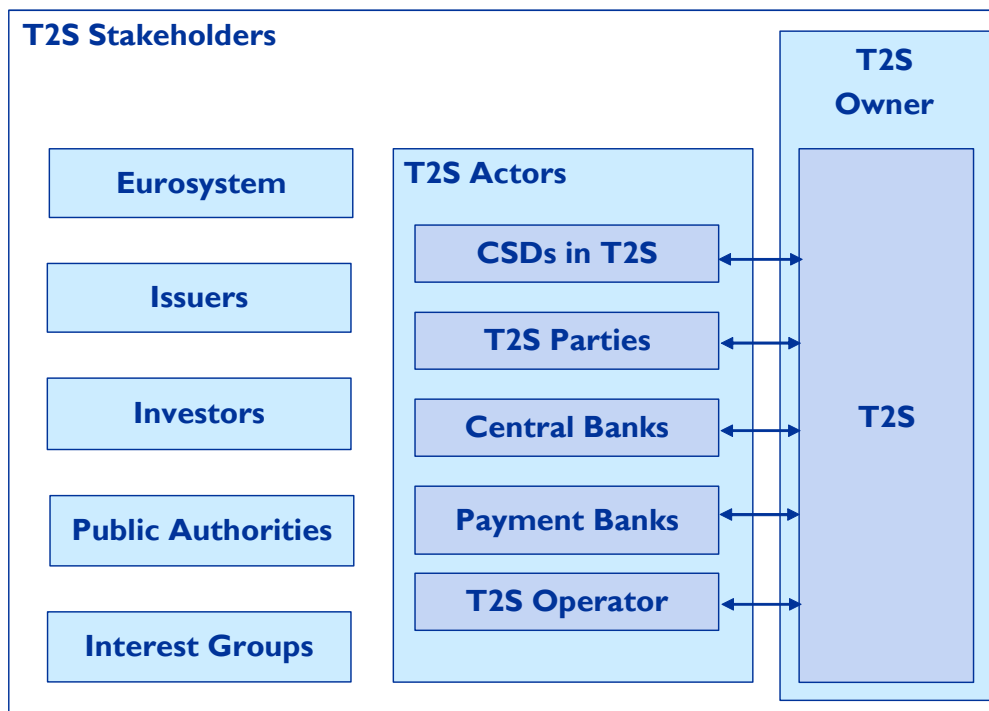 T2S Stakeholders
T2S
Owner
Eurosystem
Issuers
Investors
Public Authorities
Interest Groups
T2S Actors
CSDs in T2S
T2S Parties
Central Banks
Payment Banks
T2S Operator
T2S